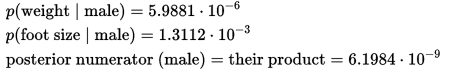 p(weight | male) = 5.9881 · 10⁻⁶
p(foot size | male) = 1.3112 · 10⁻³
posterior numerator (male) = their product = 6.1984 · 10⁻⁹